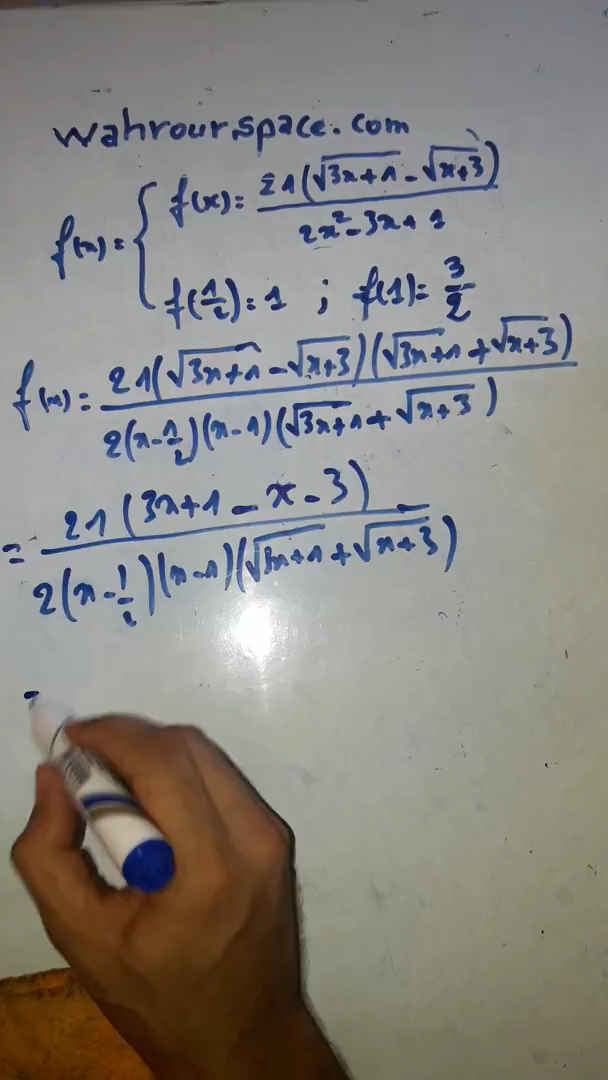 wahrour.space.com
f(x) = { f(x) = 21(√3x+1 - √x+3) / 2x² - 3x + 1
f(1/2) = 1 ; f(1) = 3/2
f(x) = 21(√3x+1 - √x+3)(√3x+1 + √x+3) / 2(x - 1/2)(x - 1)(√3x+1 + √x+3)
= 21(3x+1 - x - 3) / 2(x - 1/2)(x - 1)(√3x+1 + √x+3)
-